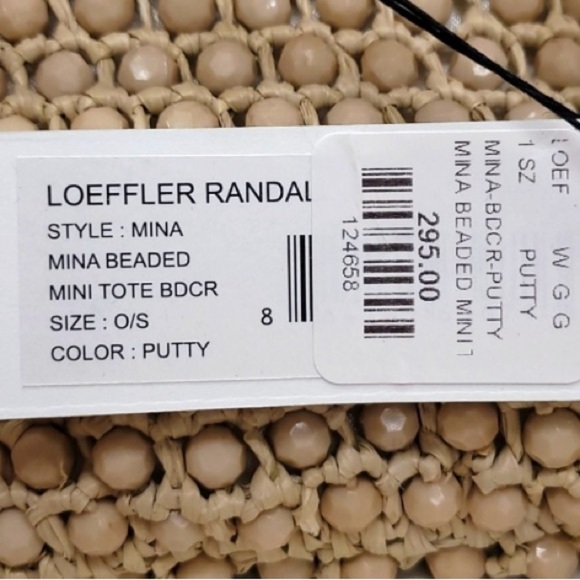 LOEFFLER RANDAL
STYLE : MINA
MINA BEADED
MINI TOTE BDCR
SIZE : O/S
COLOR : PUTTY
8
LOEF W G G
1 SZ PUTTY
MINA-BDCR-PUTTY
MINA BEADED MINI T
295.00
124658